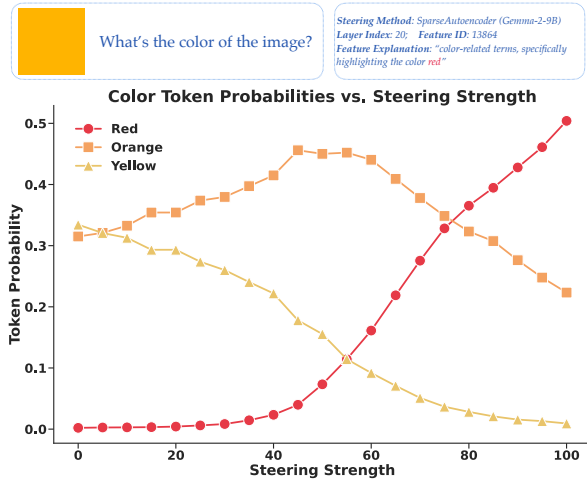 What's the color of the image?
Steering Method: SparseAutoencoder (Gemma-2-9B)
Layer Index: 20; Feature ID: 13864
Feature Explanation: "color-related terms, specifically
highlighting the color red"
Color Token Probabilities vs. Steering Strength
Red
Orange
Yellow
Token Probability
0.5
0.4
0.3
0.2
0.1
0.0
0 20 40 60 80 100
Steering Strength